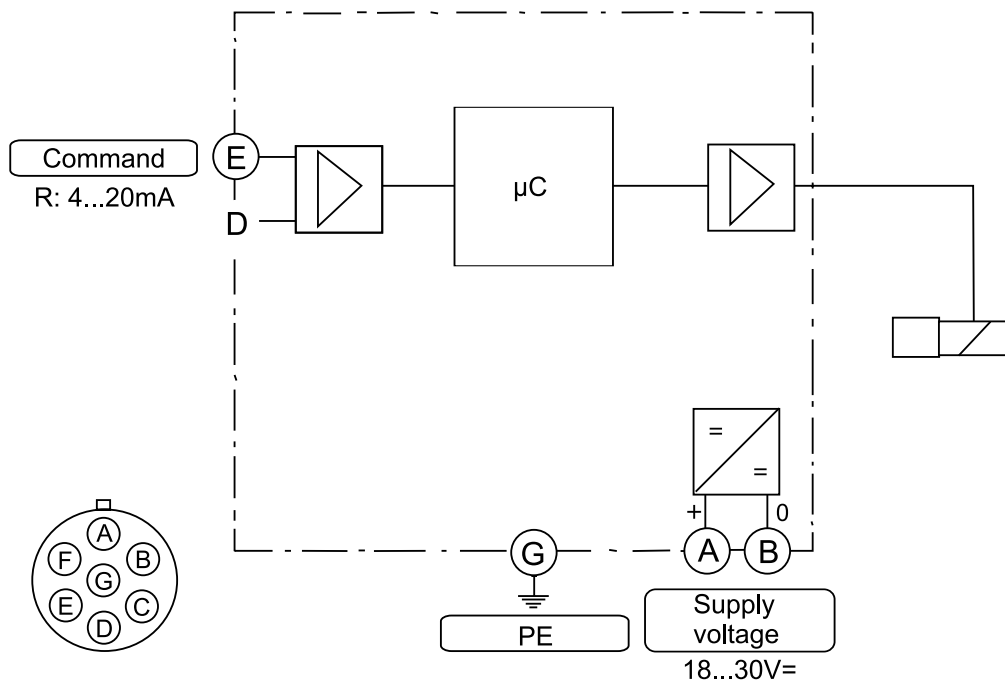 Command
R: 4...20mA
E
D
µC
=
=
+
0
G
A
B
PE
Supply
voltage
18...30V=
A
F
B
G
E
C
D